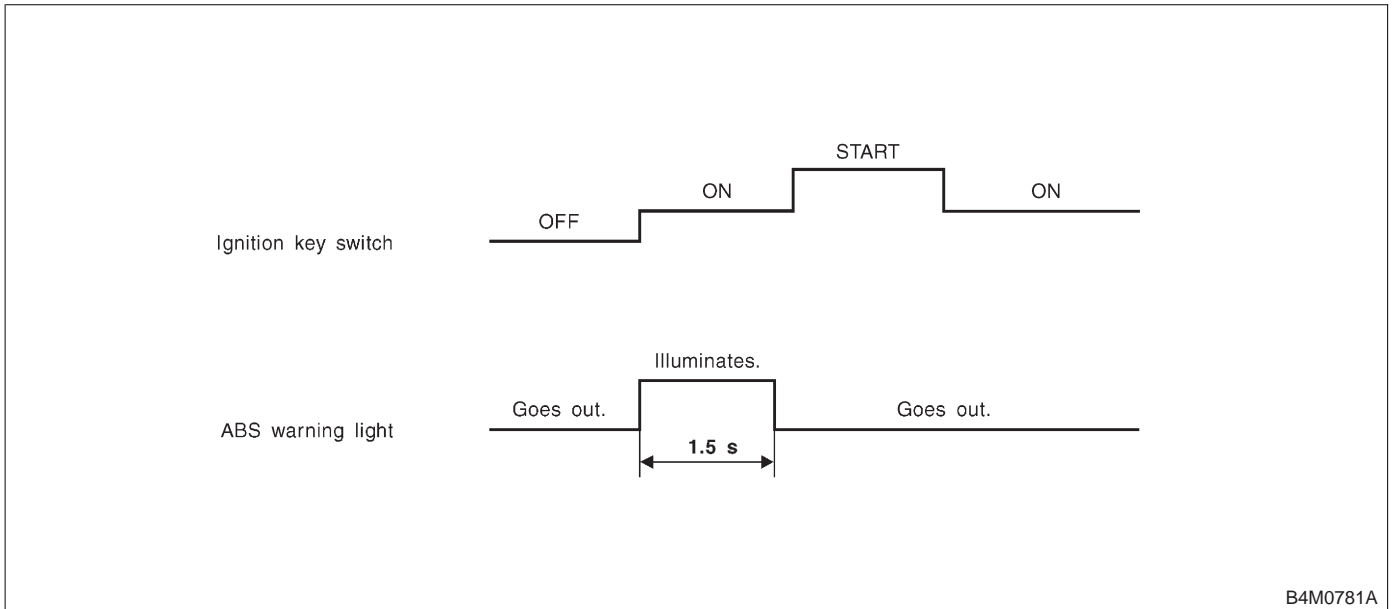 START
ON
ON
OFF
Ignition key switch
Illuminates.
Goes out.
Goes out.
ABS warning light
1.5 s
B4M0781A